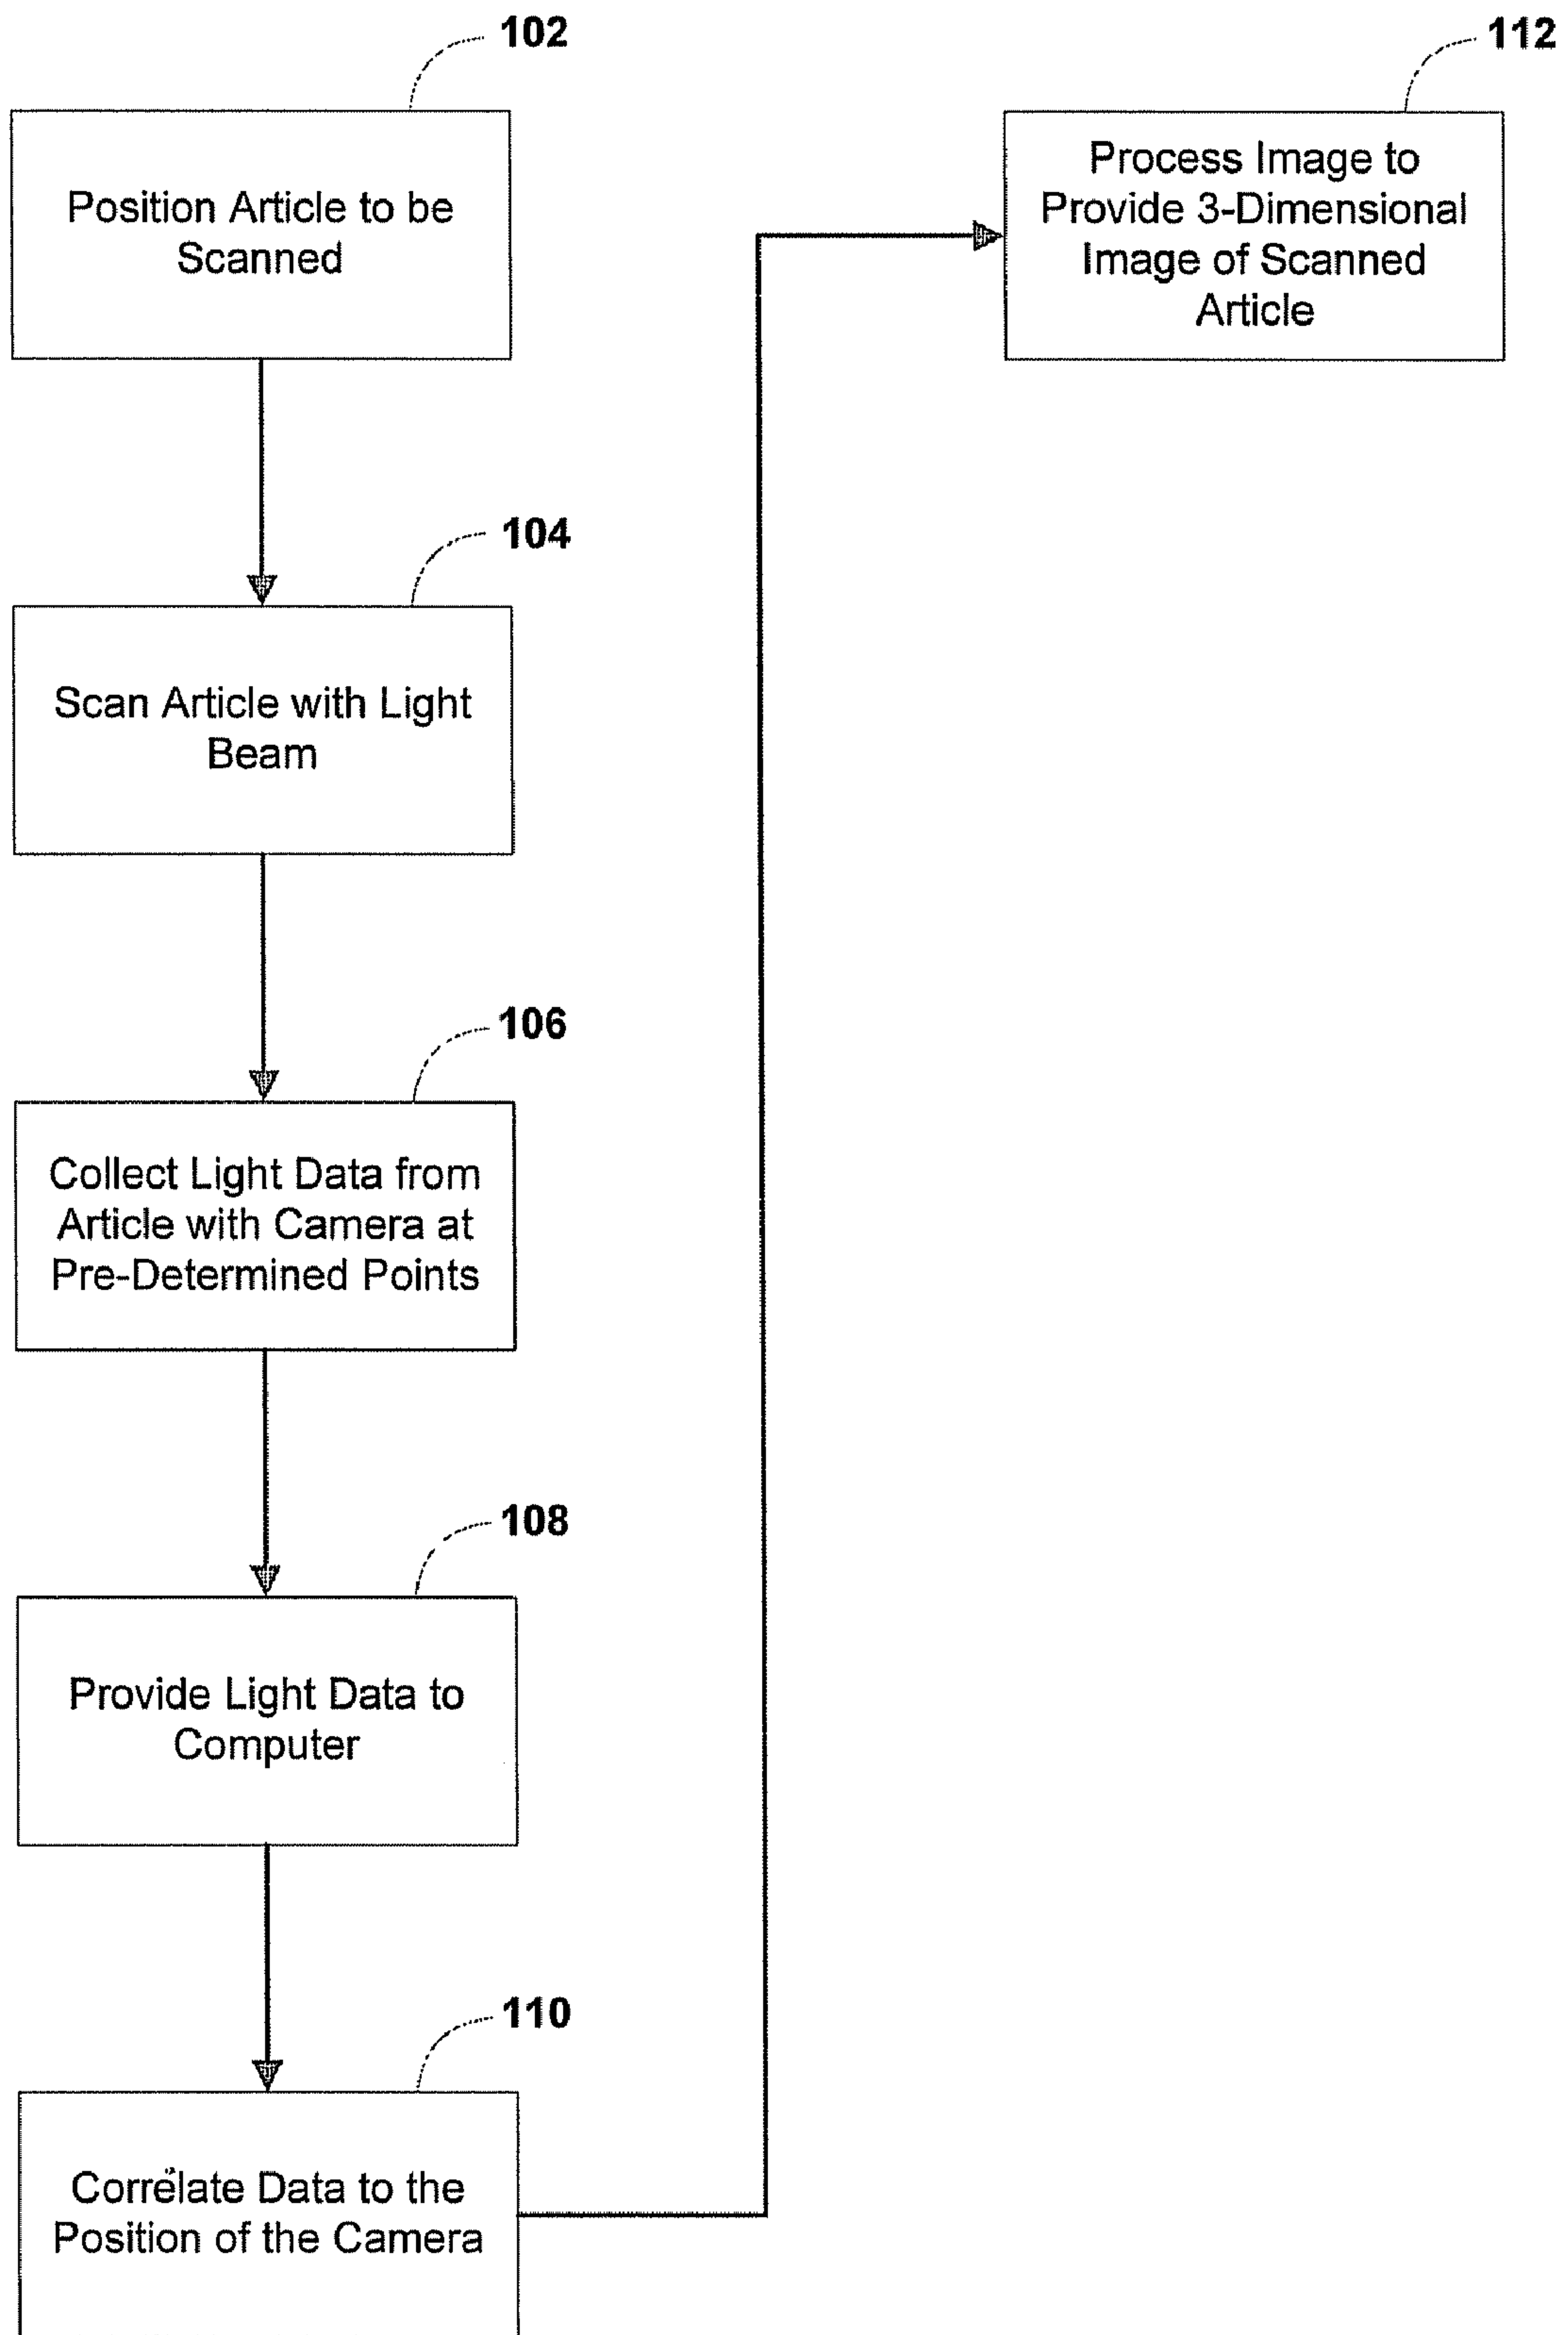 102
Position Article to be
Scanned
104
Scan Article with Light
Beam
106
Collect Light Data from
Article with Camera at
Pre-Determined Points
108
Provide Light Data to
Computer
110
Correlate Data to the
Position of the Camera
112
Process Image to
Provide 3-Dimensional
Image of Scanned
Article